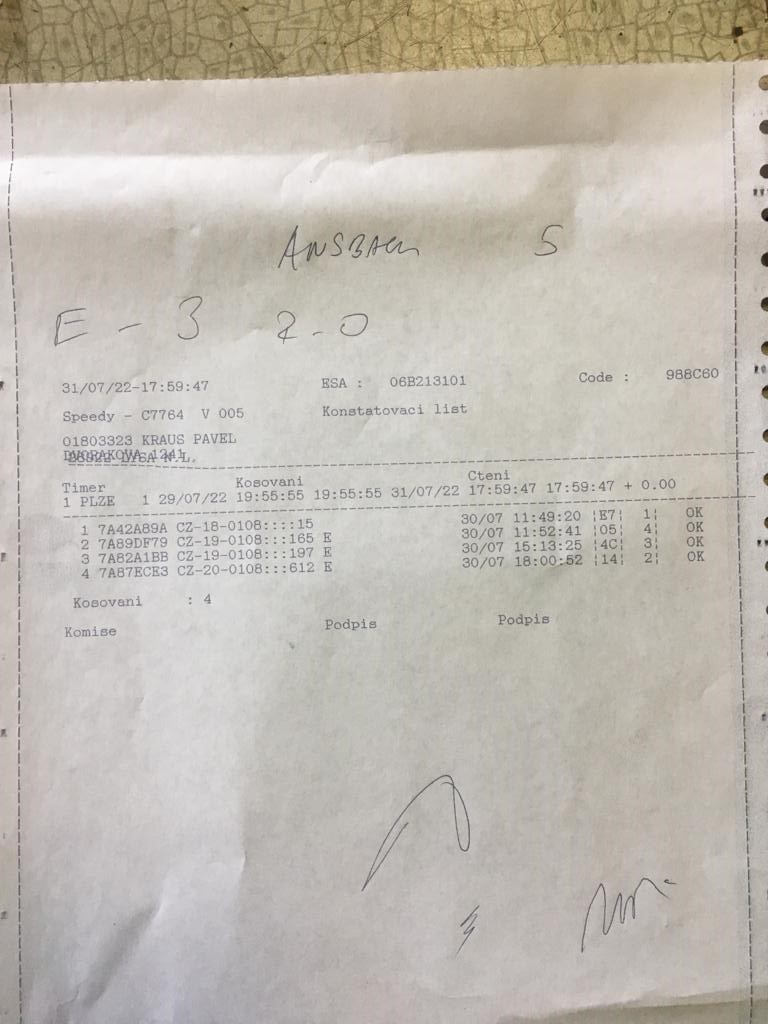 ANSBACH 5
E - 3 2-0
31/07/22-17:59:47 ESA : 06B213101 Code : 988C60
Speedy - C7764 V 005 Konstatovaci list
01803323 KRAUS PAVEL
DVORAKOVA 1241,
LYSA N.L.
Timer Kosovani Cteni
1 PLZE 1 29/07/22 19:55:55 19:55:55 31/07/22 17:59:47 17:59:47 + 0.00
1 7A42A89A CZ-18-0108::::15 30/07 11:49:20 ¦E7¦ 1¦ OK
2 7A89DF79 CZ-19-0108:::165 E 30/07 11:52:41 ¦05¦ 4¦ OK
3 7A82A1BB CZ-19-0108:::197 E 30/07 15:13:25 ¦4C¦ 3¦ OK
4 7A87ECE3 CZ-20-0108:::612 E 30/07 18:00:52 ¦14¦ 2¦ OK
Kosovani : 4
Komise Podpis Podpis